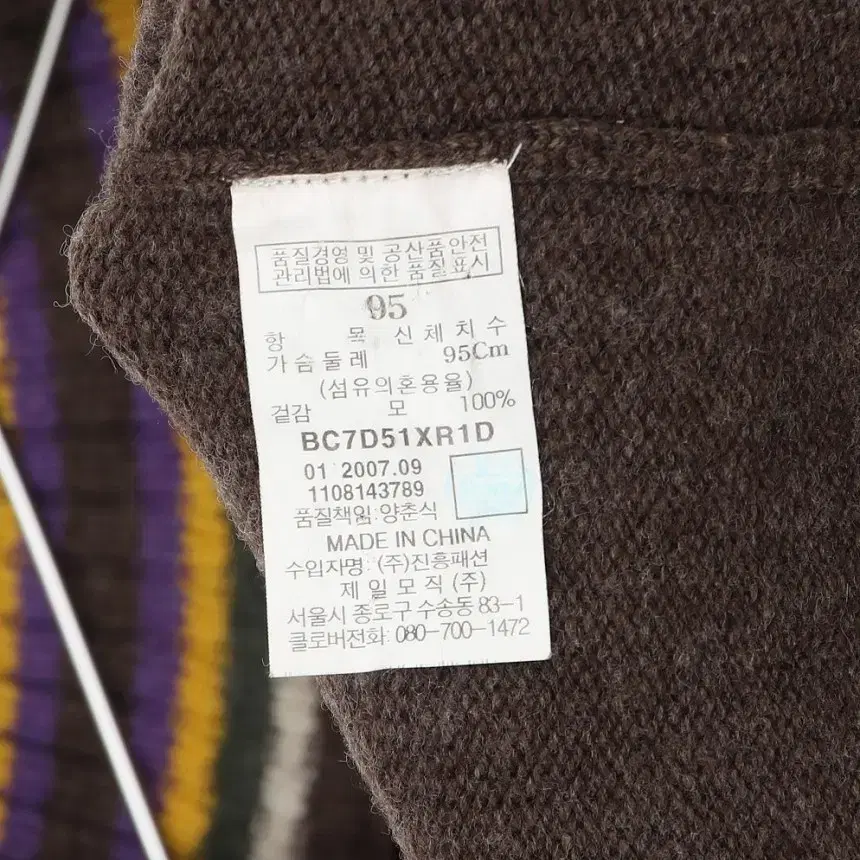 품질경영 및 공산품안전
관리법에 의한 품질표시
95
항 목 신체치수
가슴둘레 95Cm
(섬유의혼용율)
겉감 모 100%
BC7D51XR1D
01 2007.09
1108143789
품질책임:양춘식
MADE IN CHINA
수입자명: (주)진흥패션
제일모직 (주)
서울시 종로구 수송동 83-1
클로버전화: 080-700-1472